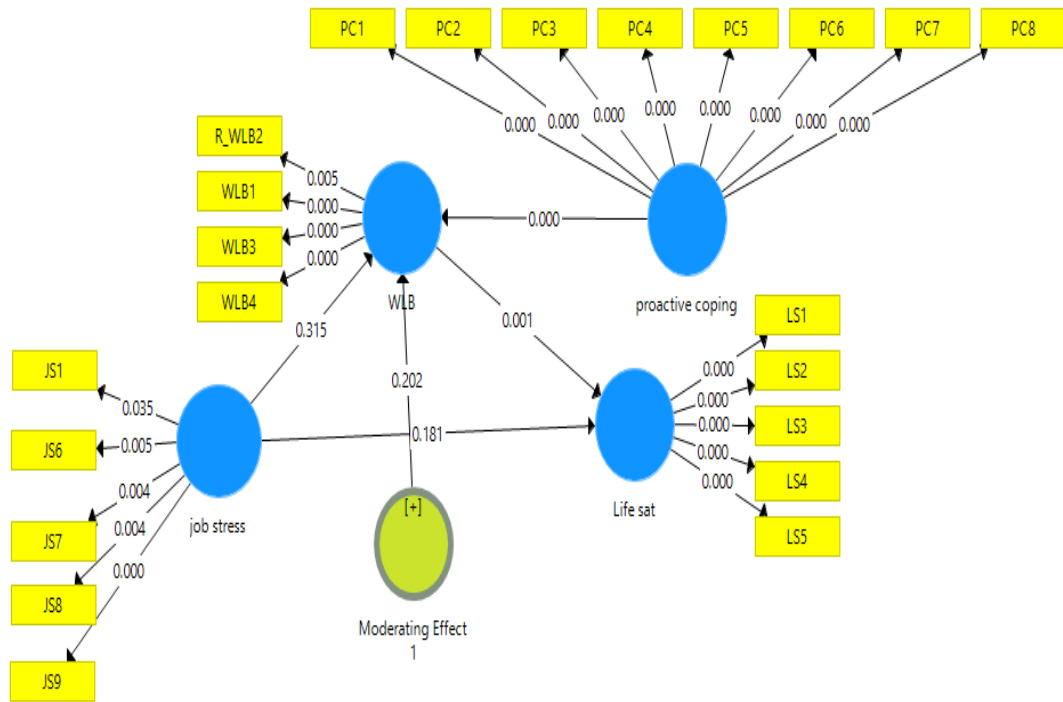 PC1 PC2 PC3 PC4 PC5 PC6 PC7 PC8
0.000 0.000 0.000 0.000 0.000 0.000 0.000 0.000
R_WLB2
WLB1
WLB3
WLB4
0.005
0.000
0.000
0.000
WLB
0.000
proactive coping
0.315
0.001
0.202
0.181
JS1
JS6
JS7
JS8
JS9
0.035
0.005
0.004
0.004
0.000
job stress
[+]
Moderating Effect
1
Life sat
0.000
0.000
0.000
0.000
0.000
LS1
LS2
LS3
LS4
LS5